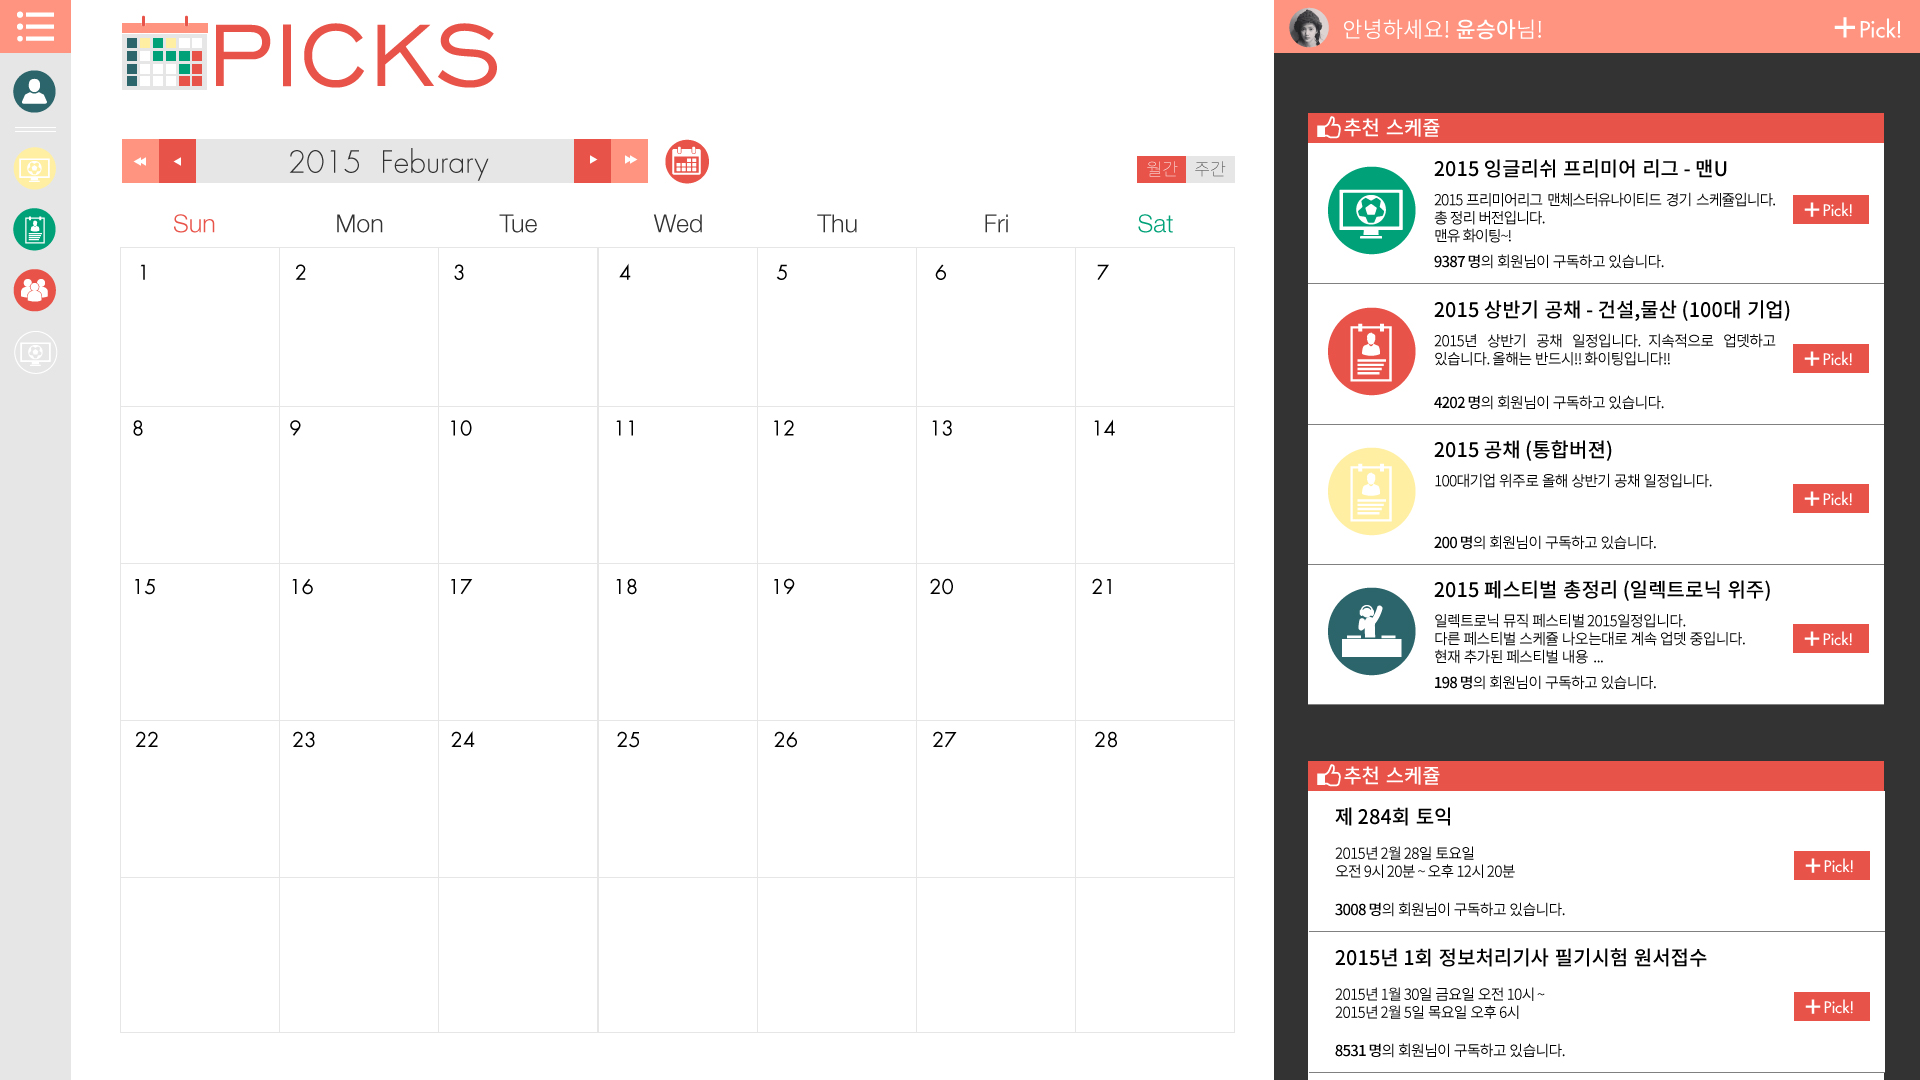 PICKS
안녕하세요! 윤승아님!
+Pick!
2015 Feburary
월간 주간
Sun Mon Tue Wed Thu Fri Sat
1 2 3 4 5 6 7
8 9 10 11 12 13 14
15 16 17 18 19 20 21
22 23 24 25 26 27 28
추천 스케쥴
2015 잉글리쉬 프리미어 리그 - 맨U
2015 프리미어리그 맨체스터유나이티드 경기 스케쥴입니다.
총 정리 버전입니다.
맨유 화이팅~!
+Pick!
9387 명의 회원님이 구독하고 있습니다.
2015 상반기 공채 - 건설,물산 (100대 기업)
2015년 상반기 공채 일정입니다. 지속적으로 업뎃하고
있습니다. 올해는 반드시!! 화이팅입니다!!
+Pick!
4202 명의 회원님이 구독하고 있습니다.
2015 공채 (통합버젼)
100대기업 위주로 올해 상반기 공채 일정입니다.
+Pick!
200 명의 회원님이 구독하고 있습니다.
2015 페스티벌 총정리 (일렉트로닉 위주)
일렉트로닉 뮤직 페스티벌 2015일정입니다.
다른 페스티벌 스케쥴 나오는대로 계속 업뎃 중입니다.
현재 추가된 페스티벌 내용 ...
+Pick!
198 명의 회원님이 구독하고 있습니다.
추천 스케쥴
제 284회 토익
2015년 2월 28일 토요일
오전 9시 20분 ~ 오후 12시 20분
+Pick!
3008 명의 회원님이 구독하고 있습니다.
2015년 1회 정보처리기사 필기시험 원서접수
2015년 1월 30일 금요일 오전 10시 ~
2015년 2월 5일 목요일 오후 6시
+Pick!
8531 명의 회원님이 구독하고 있습니다.